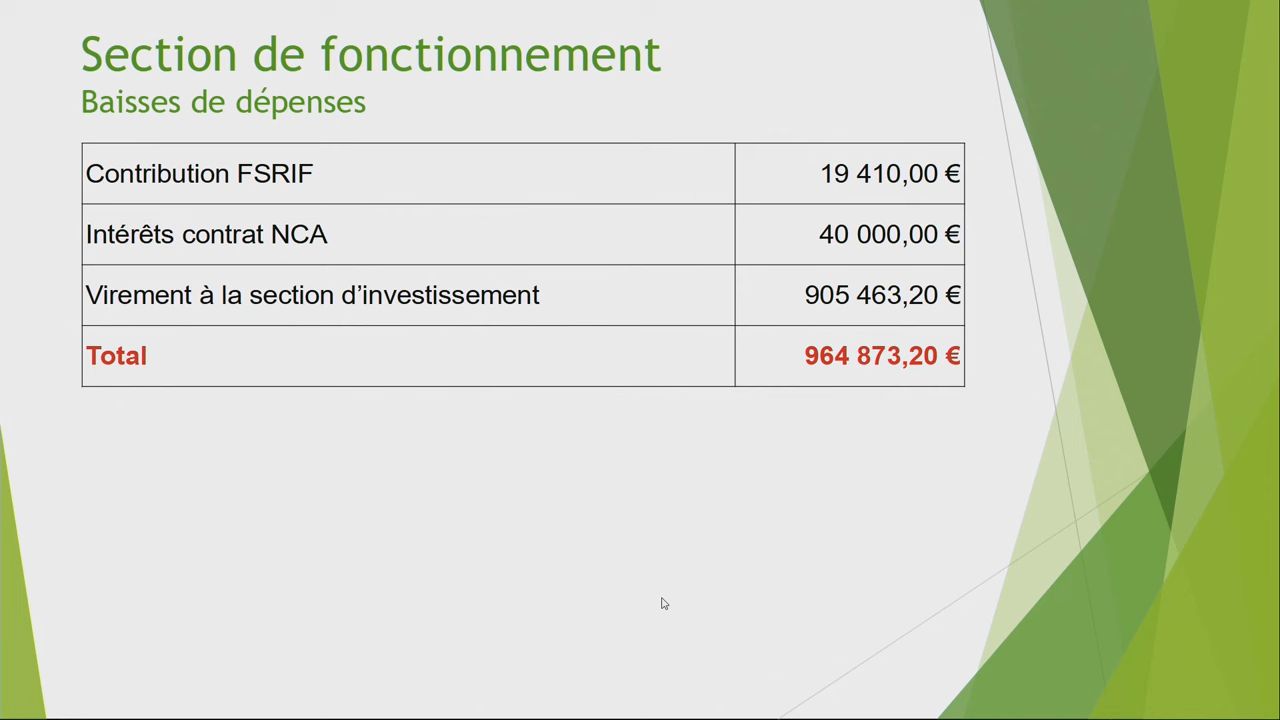 Section de fonctionnement
Baisses de dépenses
Contribution FSRIF 19 410,00 €
Intérêts contrat NCA 40 000,00 €
Virement à la section d’investissement 905 463,20 €
Total 964 873,20 €